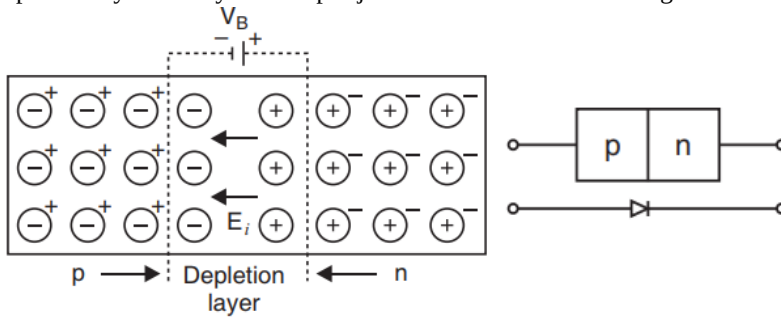 V_B
− +
E_i
p
Depletion
layer
n
p
n